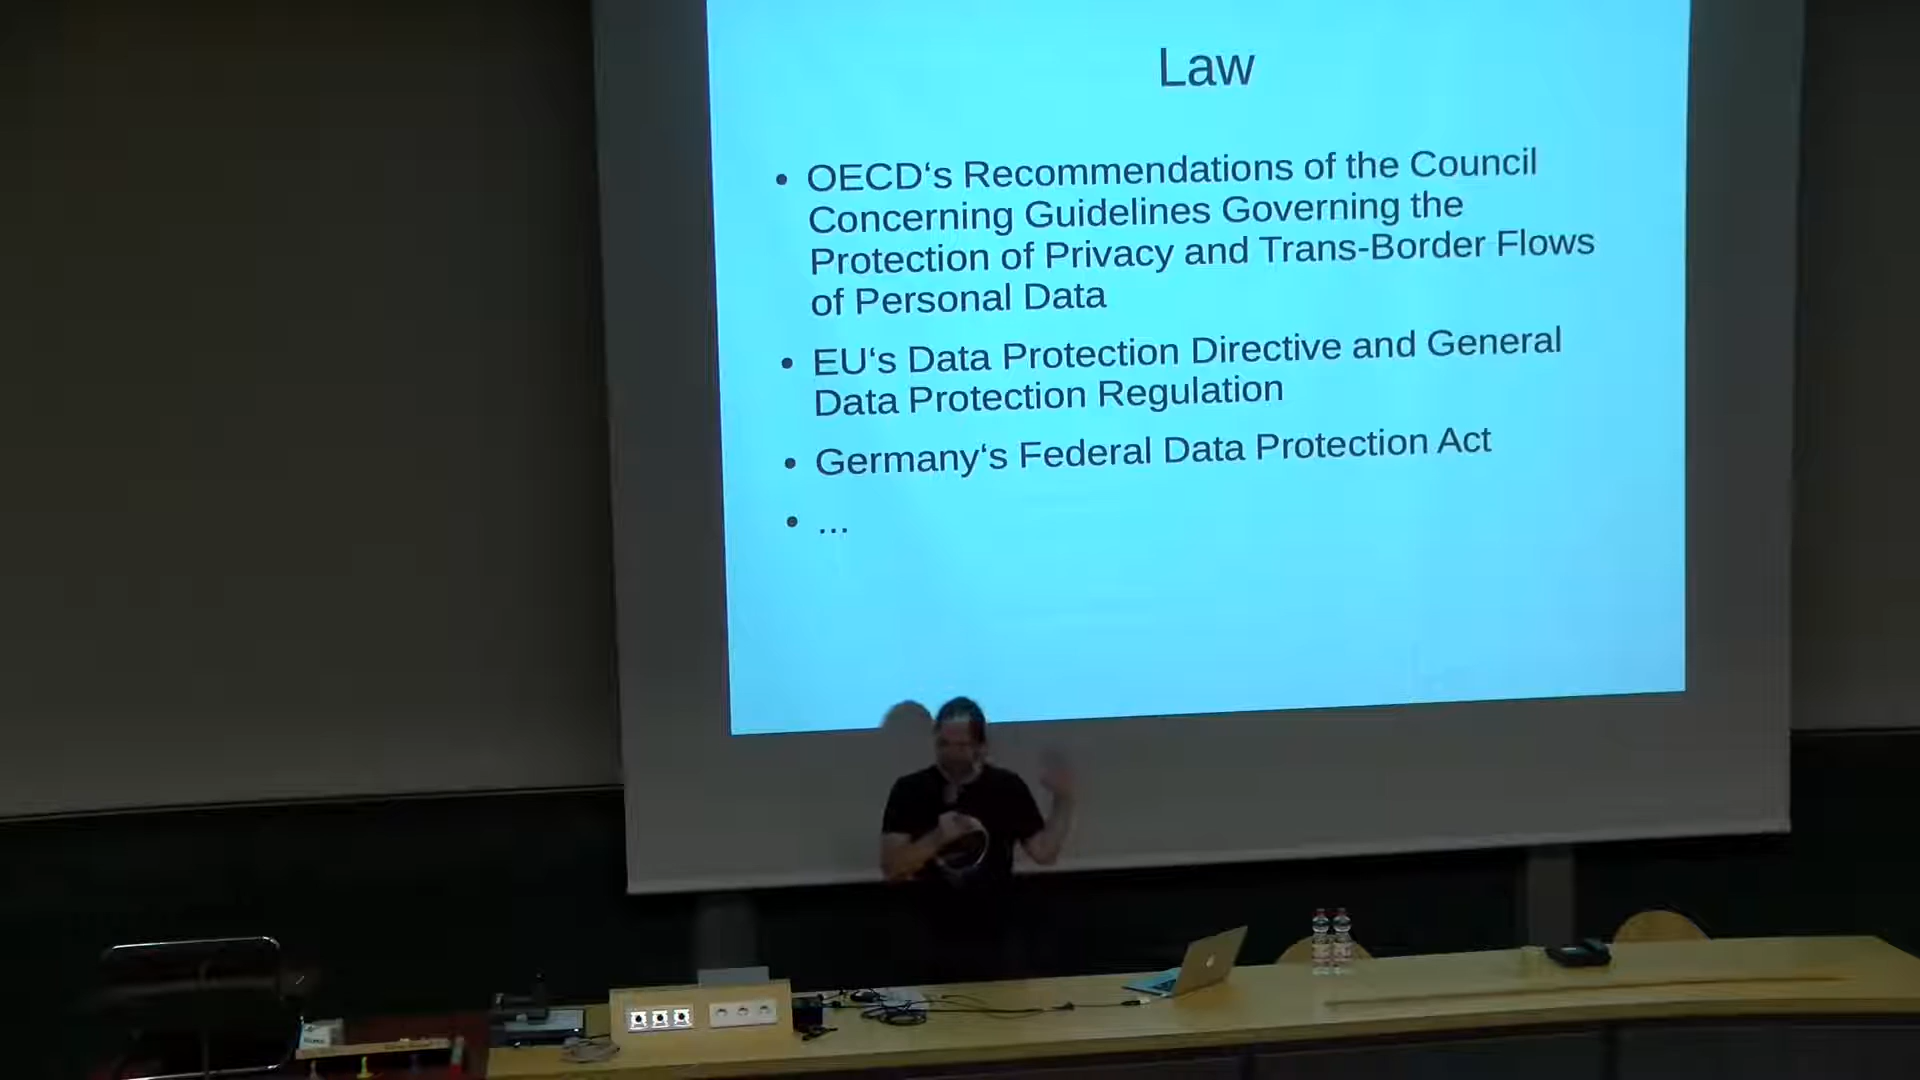 Law
• OECD‘s Recommendations of the Council
Concerning Guidelines Governing the
Protection of Privacy and Trans-Border Flows
of Personal Data
• EU‘s Data Protection Directive and General
Data Protection Regulation
• Germany‘s Federal Data Protection Act
• ...